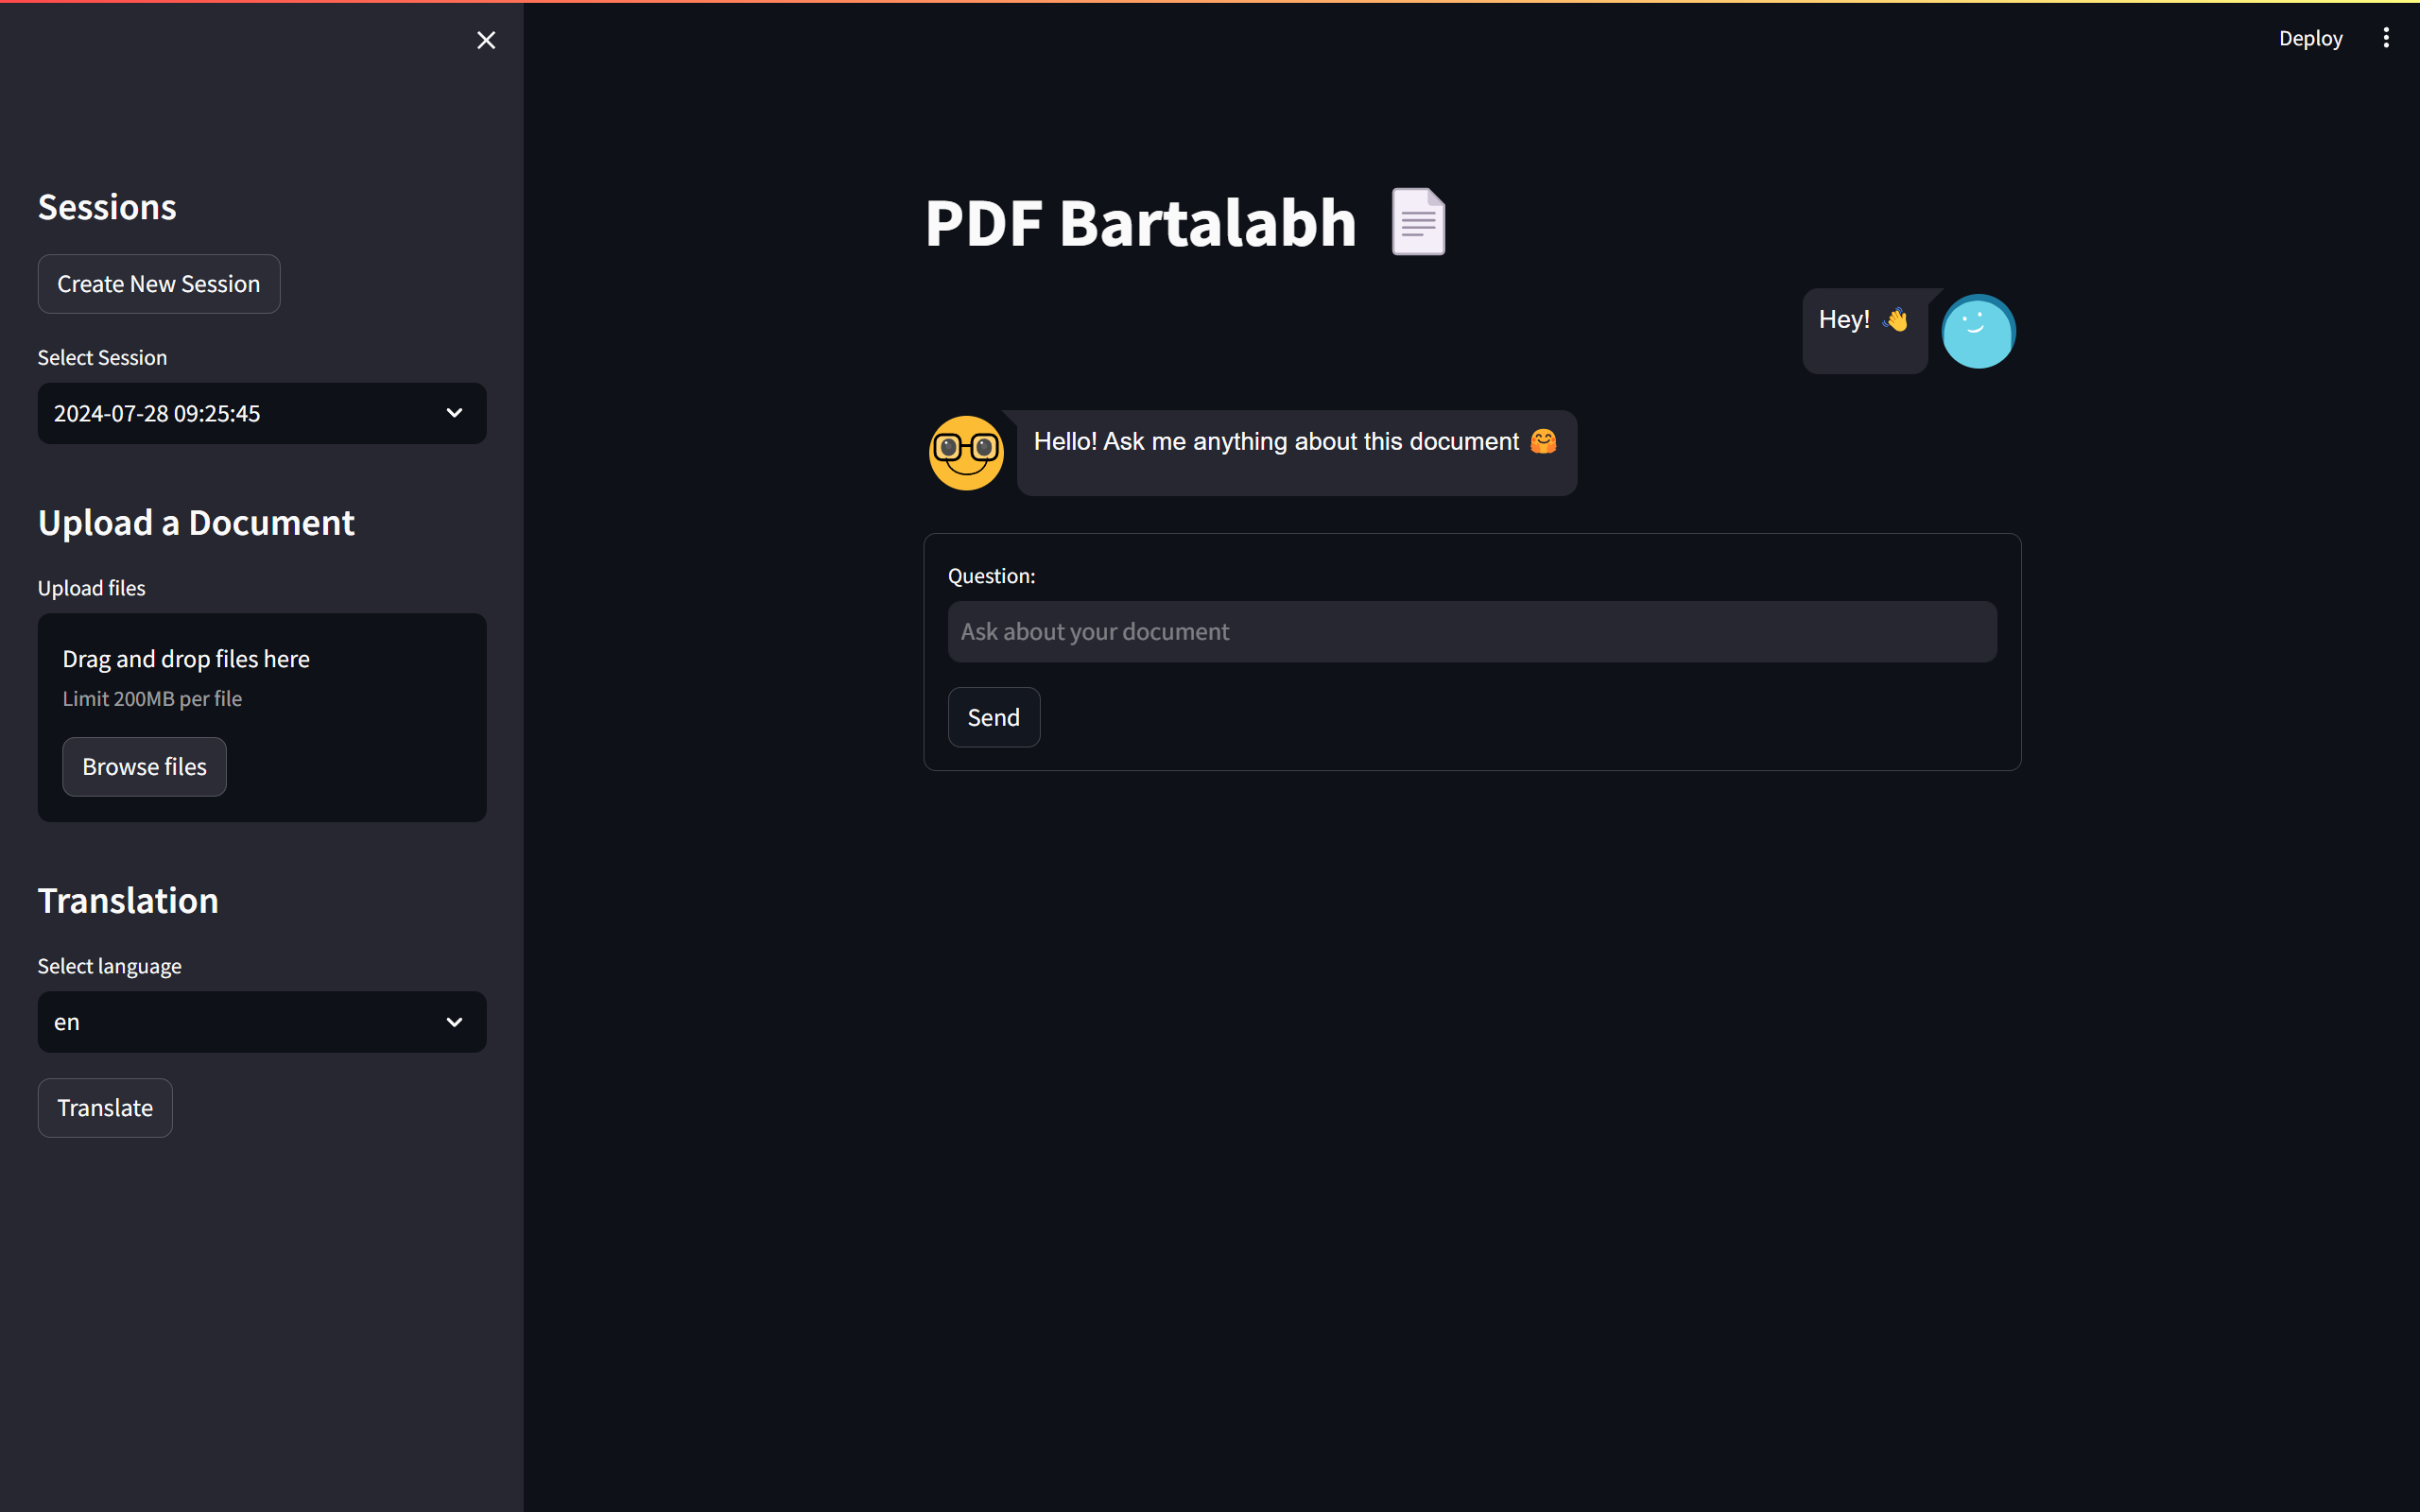 Deploy
Sessions
Create New Session
Select Session
2024-07-28 09:25:45
Upload a Document
Upload files
Drag and drop files here
Limit 200MB per file
Browse files
Translation
Select language
en
Translate
PDF Bartalabh 📄
Hey! 👋
Hello! Ask me anything about this document 🤗
Question:
Ask about your document
Send